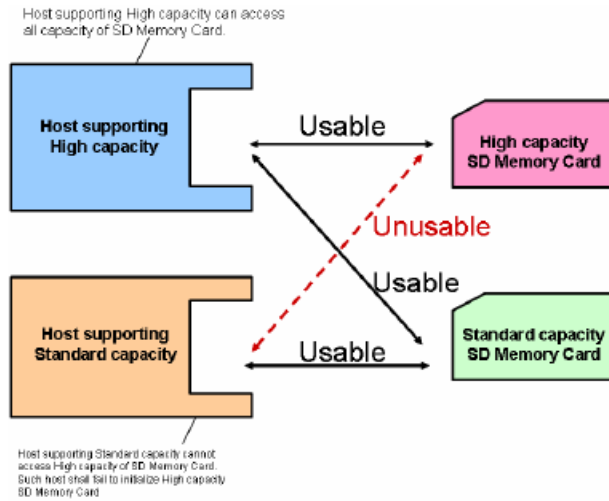 Host supporting High capacity can access
all capacity of SD Memory Card.
Host supporting
High capacity
Usable
High capacity
SD Memory Card
Unusable
Usable
Host supporting
Standard capacity
Usable
Standard capacity
SD Memory Card
Host supporting Standard capacity cannot
access High capacity of SD Memory Card.
Such host shall fail to initialize High capacity
SD Memory Card